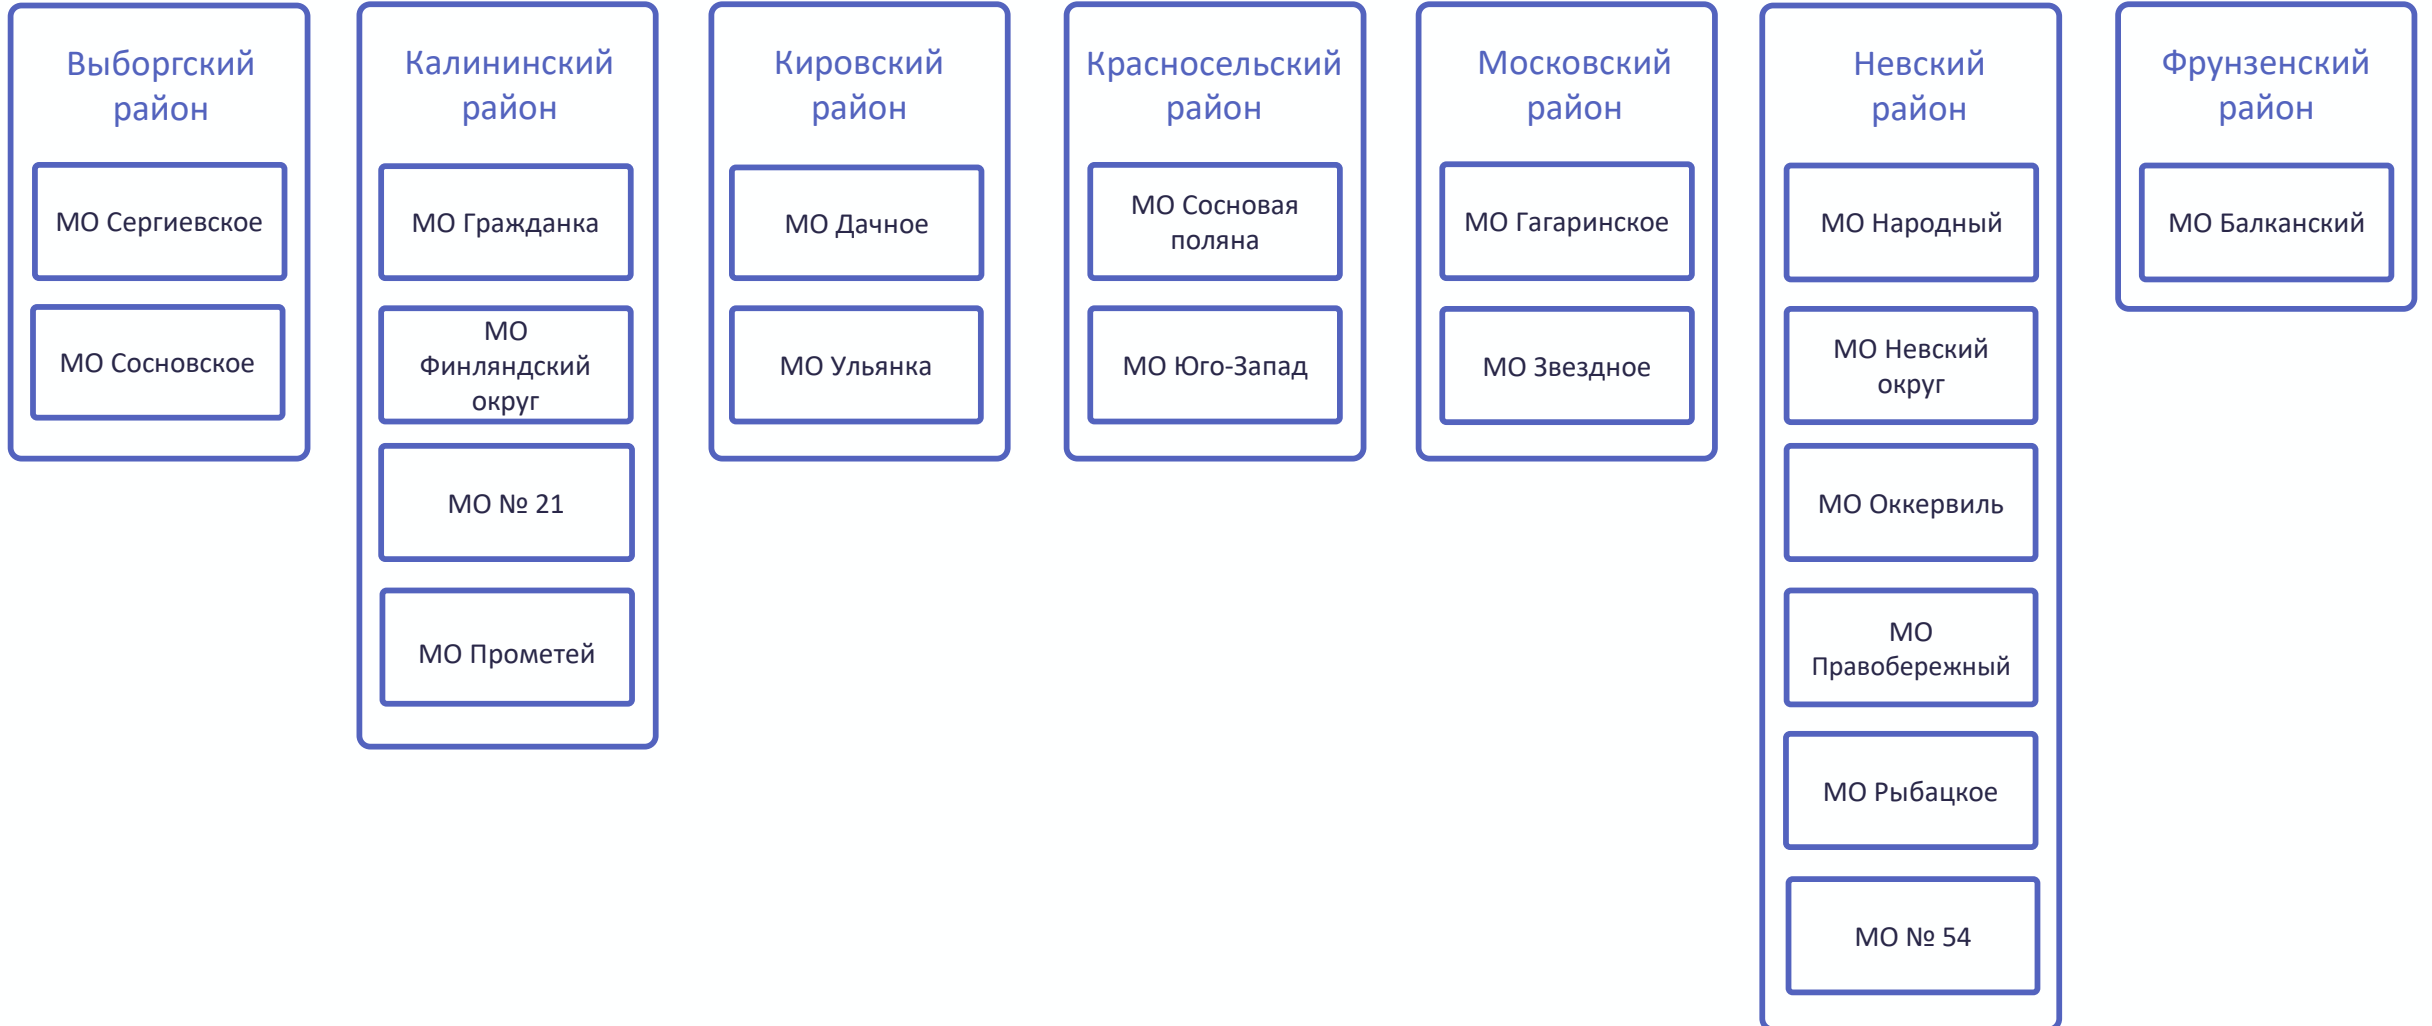 Выборгский
район
МО Сергиевское
МО Сосновское
Калининский
район
МО Гражданка
МО
Финляндский
округ
МО № 21
МО Прометей
Кировский
район
МО Дачное
МО Ульянка
Красносельский
район
МО Сосновая
поляна
МО Юго-Запад
Московский
район
МО Гагаринское
МО Звездное
Невский
район
МО Народный
МО Невский
округ
МО Оккервиль
МО
Правобережный
МО Рыбацкое
МО № 54
Фрунзенский
район
МО Балканский